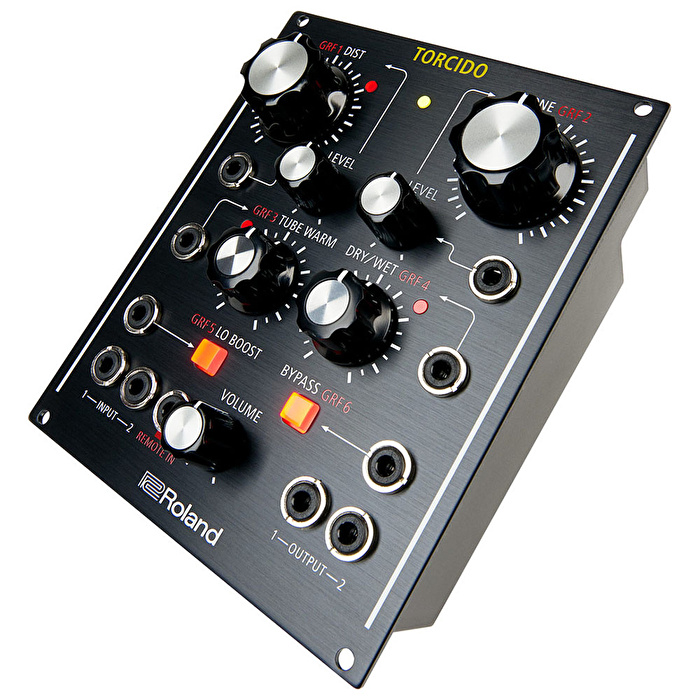 TORCIDO
GRF1 DIST
GRF2
LEVEL
LEVEL
GRF3 TUBE WARM
DRY/WET GRF4
GRF5 LO BOOST
BYPASS GRF6
VOLUME
1—INPUT—2
REMOTE IN
Roland
1—OUTPUT—2